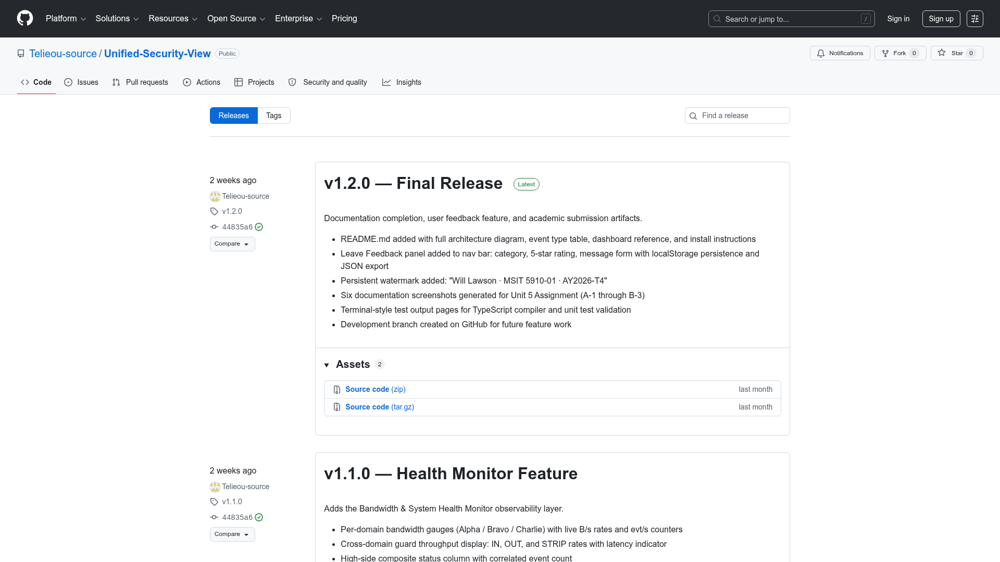 Platform
Solutions
Resources
Open Source
Enterprise
Pricing
Search or jump to...
/
Sign in
Sign up
Telieou-source / Unified-Security-View
Public
Notifications
Fork 0
Star 0
Code
Issues
Pull requests
Actions
Projects
Security and quality
Insights
Releases
Tags
Find a release
2 weeks ago
Telieou-source
v1.2.0
44835a6
Compare
v1.2.0 — Final Release
Latest
Documentation completion, user feedback feature, and academic submission artifacts.
README.md added with full architecture diagram, event type table, dashboard reference, and install instructions
Leave Feedback panel added to nav bar: category, 5-star rating, message form with localStorage persistence and
JSON export
Persistent watermark added: "Will Lawson · MSIT 5910-01 · AY2026-T4"
Six documentation screenshots generated for Unit 5 Assignment (A-1 through B-3)
Terminal-style test output pages for TypeScript compiler and unit test validation
Development branch created on GitHub for future feature work
Assets 2
Source code (zip)
last month
Source code (tar.gz)
last month
2 weeks ago
Telieou-source
v1.1.0
44835a6
Compare
v1.1.0 — Health Monitor Feature
Adds the Bandwidth & System Health Monitor observability layer.
Per-domain bandwidth gauges (Alpha / Bravo / Charlie) with live B/s rates and evt/s counters
Cross-domain guard throughput display: IN, OUT, and STRIP rates with latency indicator
High-side composite status column with correlated event count